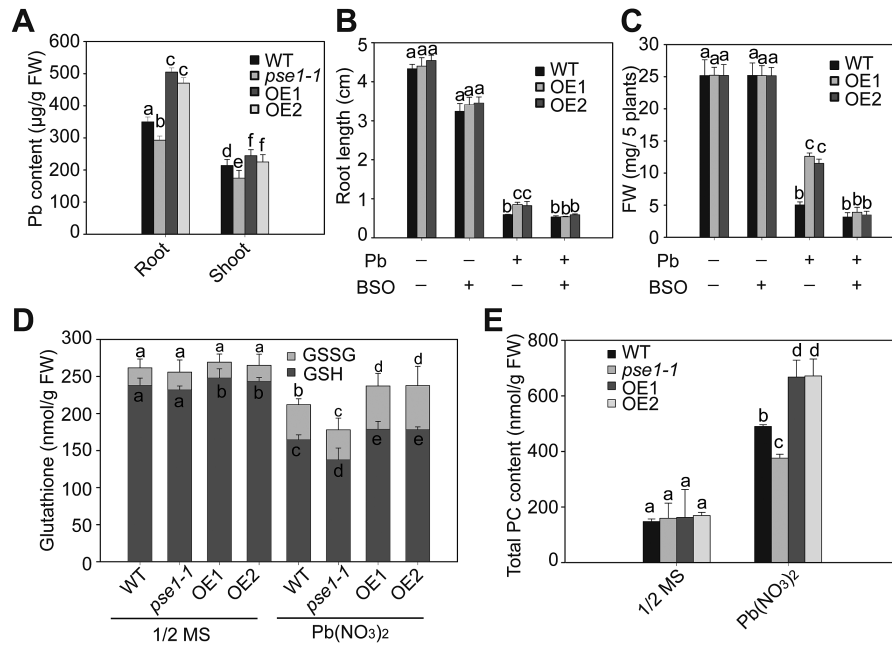 A
Pb content (µg/g FW)
600
500
400
300
200
100
0
WT
pse1-1
OE1
OE2
a
b
c
c
d
e
f
f
Root
Shoot
B
Root length (cm)
5
4
3
2
1
0
WT
OE1
OE2
a a a
a a a
b c c
b b b
Pb − − + +
BSO − + − +
C
FW (mg/ 5 plants)
30
25
20
15
10
5
0
WT
OE1
OE2
a a a
a a a
b c c
b b b
Pb − − + +
BSO − + − +
D
Glutathione (nmol/g FW)
300
250
200
150
100
50
0
GSSG
GSH
a a a a b c d d
a a b b c d e e
WT pse1-1 OE1 OE2 WT pse1-1 OE1 OE2
1/2 MS Pb(NO3)2
E
Total PC content (nmol/g FW)
800
600
400
200
0
WT
pse1-1
OE1
OE2
a a a a
b c d d
1/2 MS
Pb(NO3)2